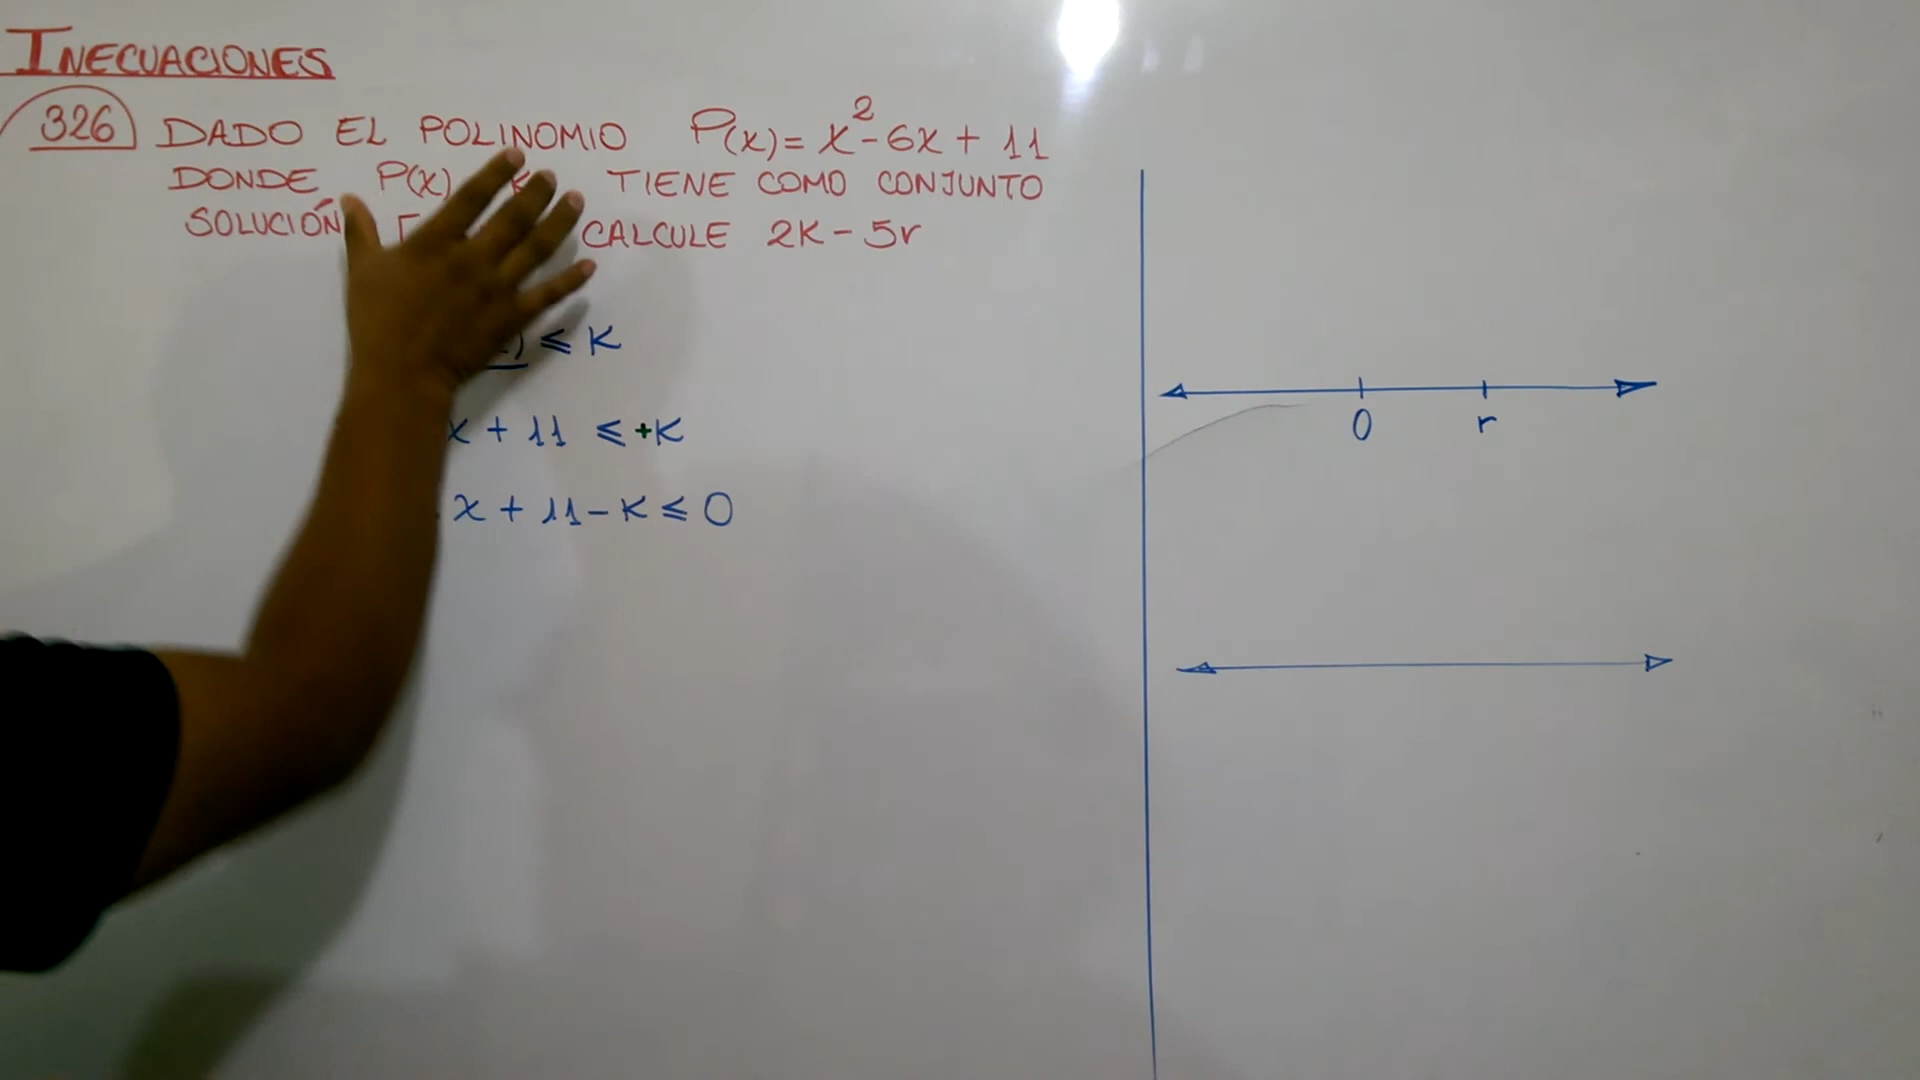 INECUACIONES
326 DADO EL POLINOMIO P(x) = x² - 6x + 11
DONDE P(x) K TIENE COMO CONJUNTO
SOLUCIÓN [ CALCULE 2K - 5r
) ⩽ K
x + 11 ⩽ +K
x + 11 - K ⩽ 0
0 r